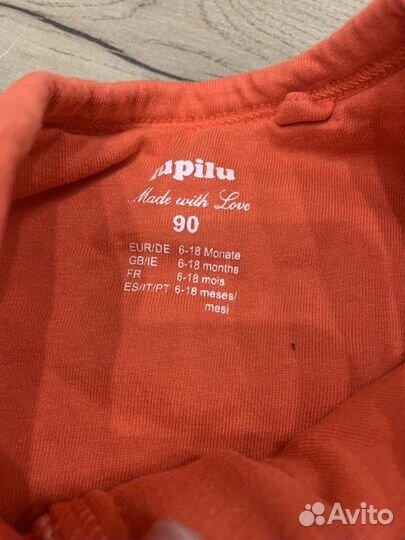 lupilu
Made with Love
90
EUR/DE 6-18 Monate
GB/IE 6-18 months
FR 6-18 mois
ES/IT/PT 6-18 meses/
mesi
Avito